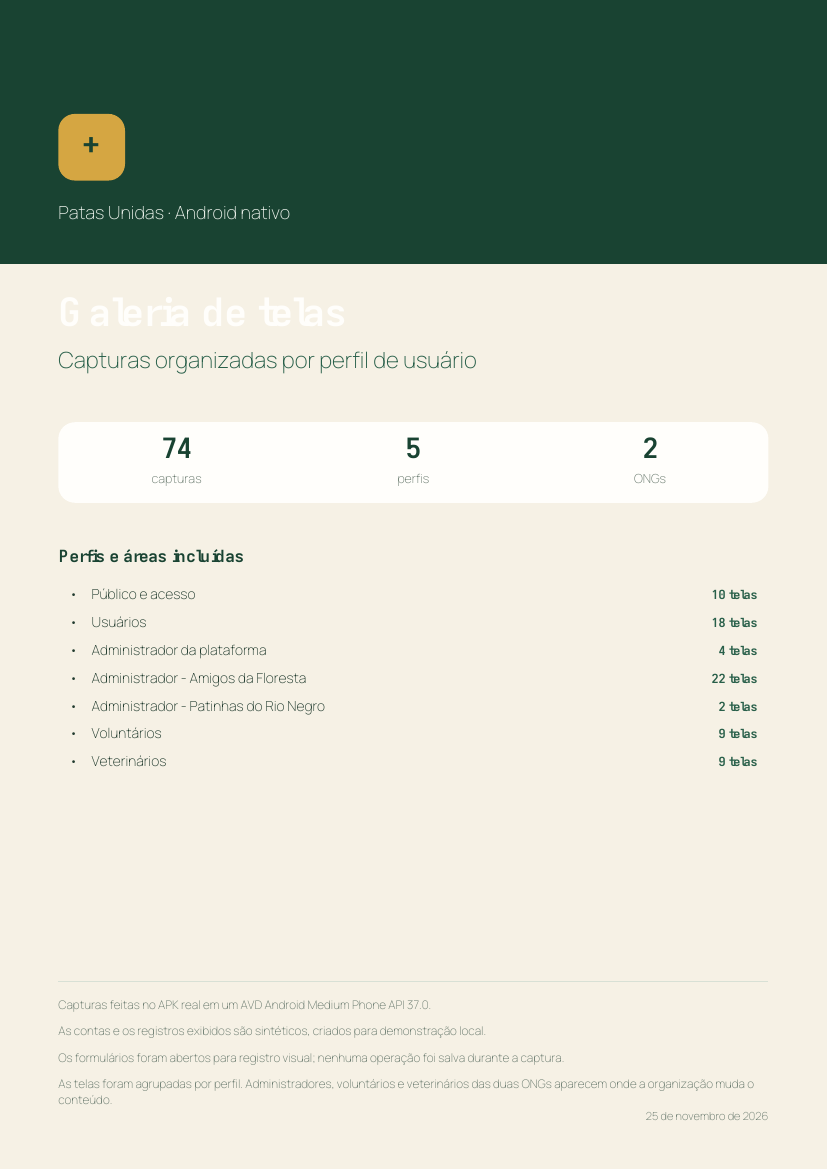 +
Patas Unidas · Android nativo
Galeria de telas
Capturas organizadas por perfil de usuário
74 5 2
capturas perfis ONGs
Perfis e áreas incluídas
• Público e acesso 10 telas
• Usuários 18 telas
• Administrador da plataforma 4 telas
• Administrador - Amigos da Floresta 22 telas
• Administrador - Patinhas do Rio Negro 2 telas
• Voluntários 9 telas
• Veterinários 9 telas
Capturas feitas no APK real em um AVD Android Medium Phone API 37.0.
As contas e os registros exibidos são sintéticos, criados para demonstração local.
Os formulários foram abertos para registro visual; nenhuma operação foi salva durante a captura.
As telas foram agrupadas por perfil. Administradores, voluntários e veterinários das duas ONGs aparecem onde a organização muda o
conteúdo.
25 de novembro de 2026